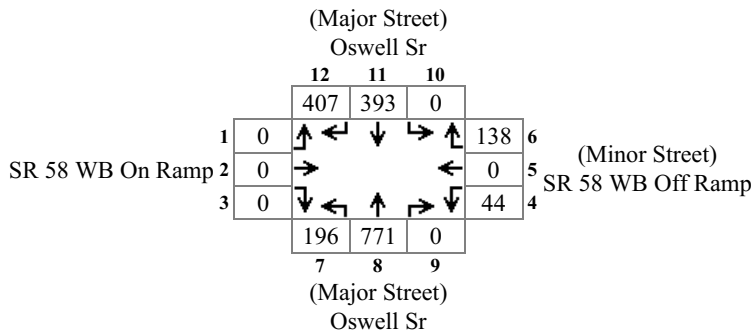 (Major Street)
Oswell Sr
12 11 10
407 393 0
1 0 138 6
SR 58 WB On Ramp 2 0 0 5 (Minor Street)
SR 58 WB Off Ramp
3 0 44 4
196 771 0
7 8 9
(Major Street)
Oswell Sr